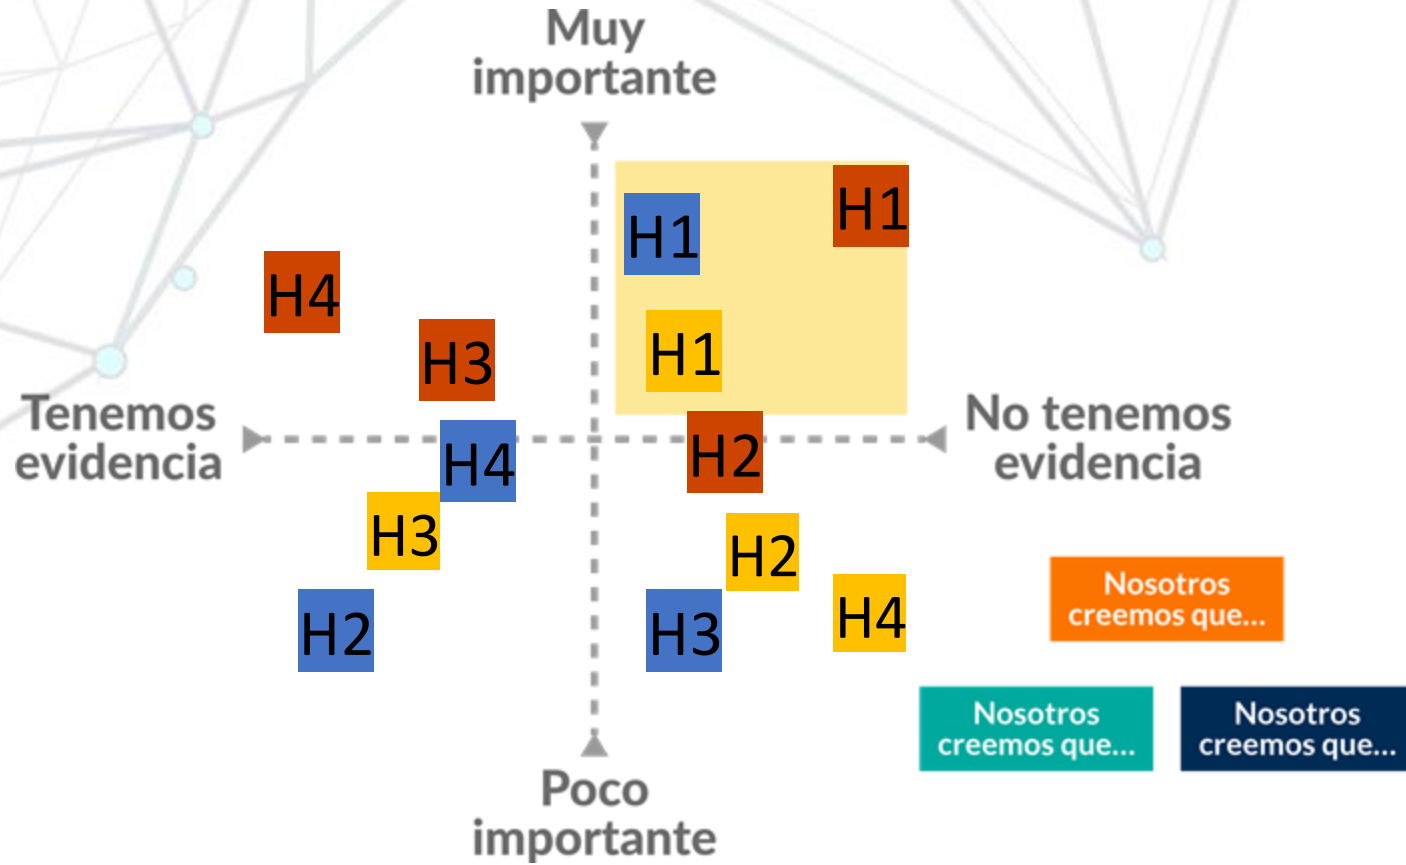 Muy
importante
H1
H1
H4
H1
H3
Tenemos
evidencia
No tenemos
evidencia
H4
H2
H3
H2
H4
H2
H3
Nosotros
creemos que...
Nosotros
creemos que...
Nosotros
creemos que...
Poco
importante